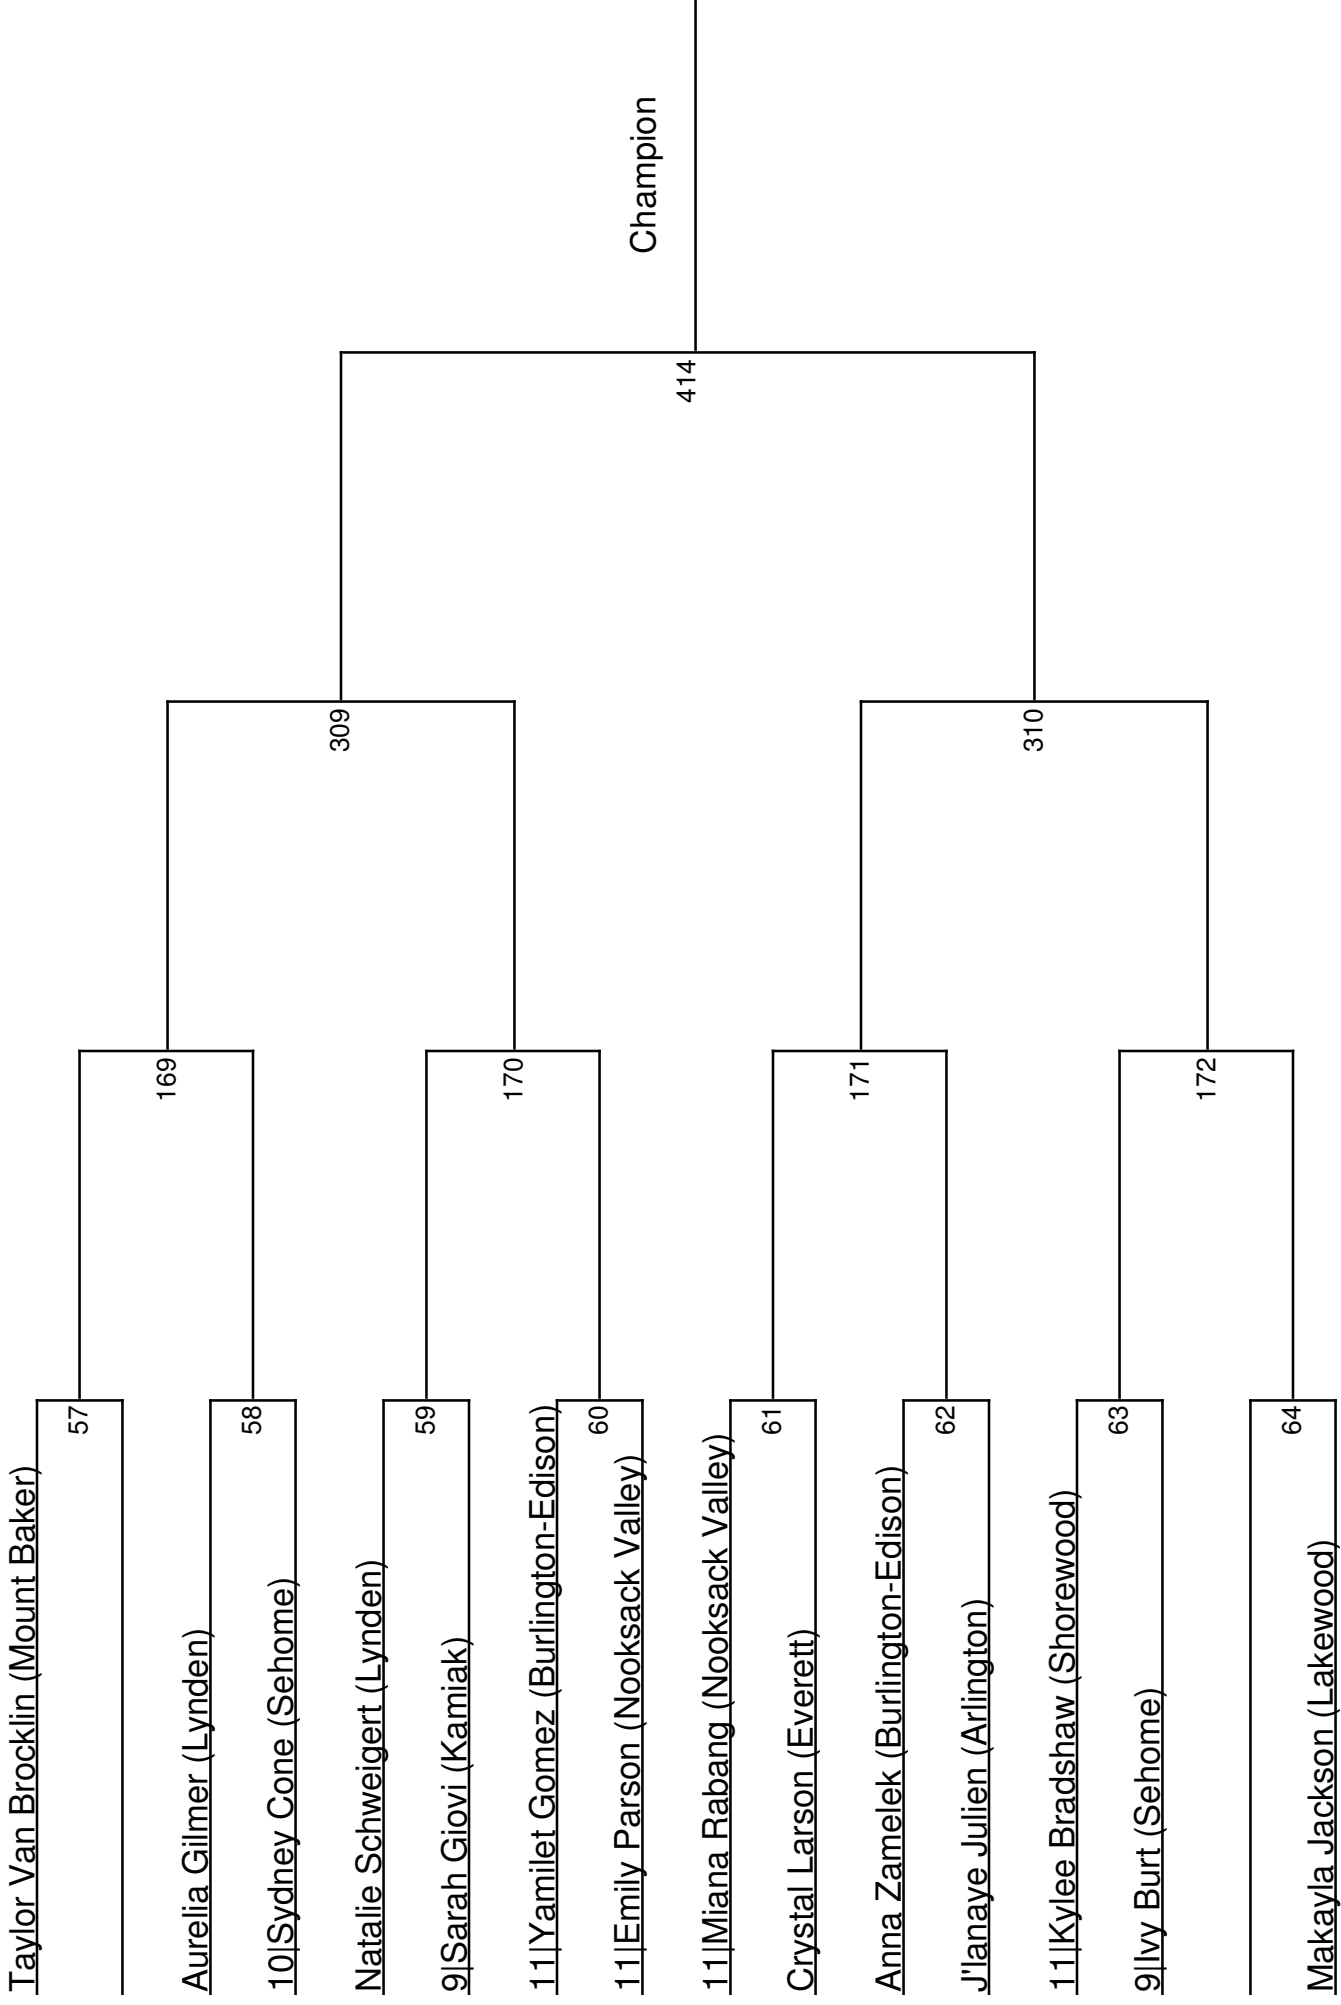 Taylor Van Brocklin (Mount Baker)
57
Aurelia Gilmer (Lynden)
58
10|Sydney Cone (Sehome)
Natalie Schweigert (Lynden)
59
9|Sarah Giovi (Kamiak)
11|Yamilet Gomez (Burlington-Edison)
60
11|Emily Parson (Nooksack Valley)
11|Miana Rabang (Nooksack Valley)
61
Crystal Larson (Everett)
Anna Zamelek (Burlington-Edison)
62
J'lanaye Julien (Arlington)
11|Kylee Bradshaw (Shorewood)
63
9|Ivy Burt (Sehome)
64
Makayla Jackson (Lakewood)
169
170
171
172
309
310
414
Champion